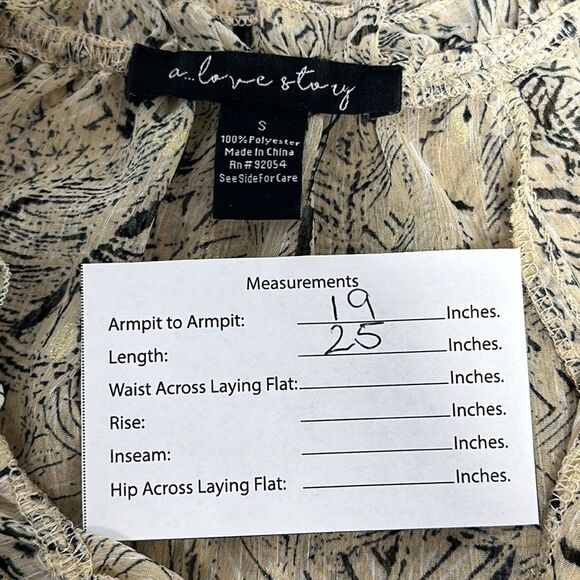 a...love story
S
100% Polyester
Made In China
Rn#92054
See Side For Care
Measurements
Armpit to Armpit: 19 Inches.
Length: 25 Inches.
Waist Across Laying Flat: Inches.
Rise: Inches.
Inseam: Inches.
Hip Across Laying Flat: Inches.